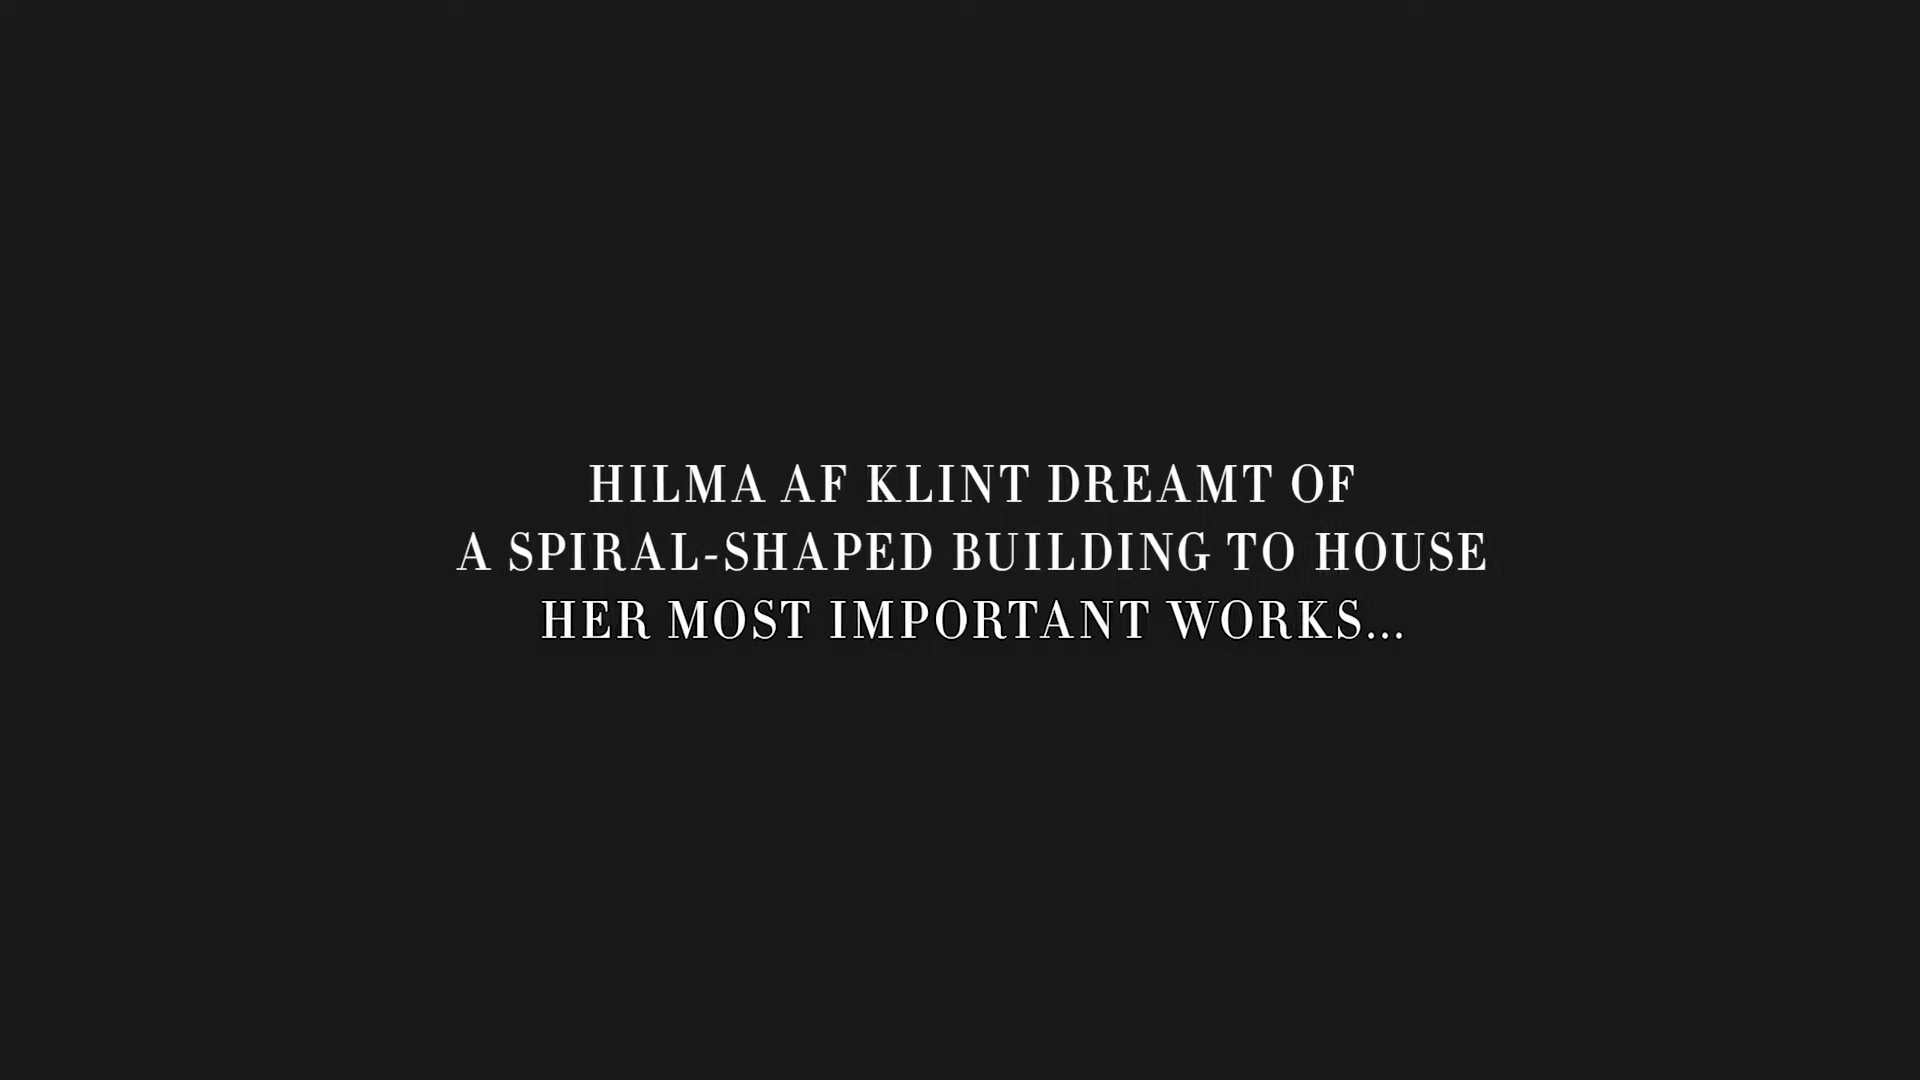 HILMA AF KLINT DREAMT OF
A SPIRAL-SHAPED BUILDING TO HOUSE
HER MOST IMPORTANT WORKS...